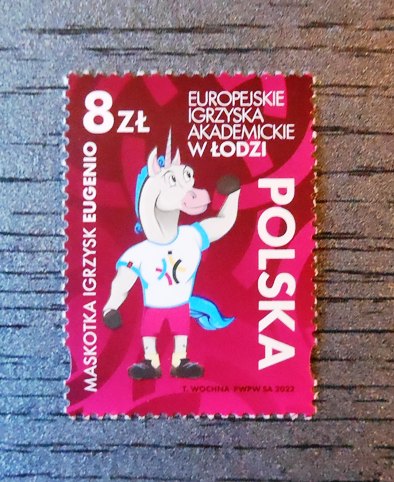 8 ZŁ
EUROPEJSKIE
IGRZYSKA
AKADEMICKIE
W ŁODZI
MASKOTKA IGRZYSK EUGENIO
POLSKA
T. WOCHNA PWPW SA 2022